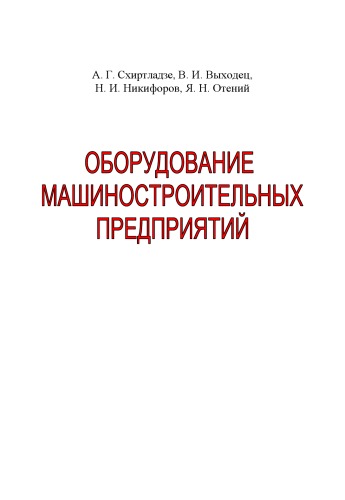 А. Г. Схиртладзе, В. И. Выходец,
Н. И. Никифоров, Я. Н. Отений
ОБОРУДОВАНИЕ
МАШИНОСТРОИТЕЛЬНЫХ
ПРЕДПРИЯТИЙ